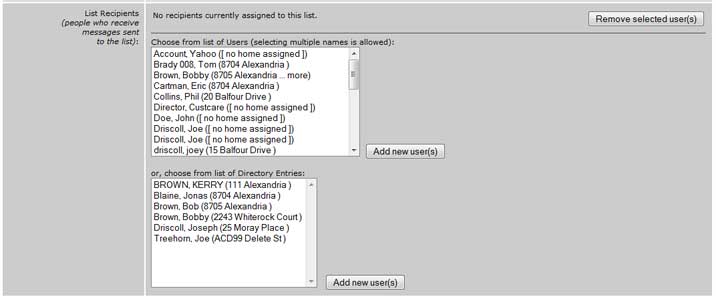 List Recipients
(people who receive
messages sent
to the list):
No recipients currently assigned to this list.
Remove selected user(s)
Choose from list of Users (selecting multiple names is allowed):
Account, Yahoo ([ no home assigned ])
Brady 008, Tom (8704 Alexandria )
Brown, Bobby (8705 Alexandria ... more)
Cartman, Eric (8704 Alexandria )
Collins, Phil (20 Balfour Drive )
Director, Custcare ([ no home assigned ])
Doe, John ([ no home assigned ])
Driscoll, Joe ([ no home assigned ])
Driscoll, Joe ([ no home assigned ])
driscoll, joey (15 Balfour Drive )
Add new user(s)
or, choose from list of Directory Entries:
BROWN, KERRY (111 Alexandria )
Blaine, Jonas (8704 Alexandria )
Brown, Bob (8705 Alexandria )
Brown, Bobby (2243 Whiterock Court )
Driscoll, Joseph (25 Moray Place )
Treehorn, Joe (ACD99 Delete St )
Add new user(s)